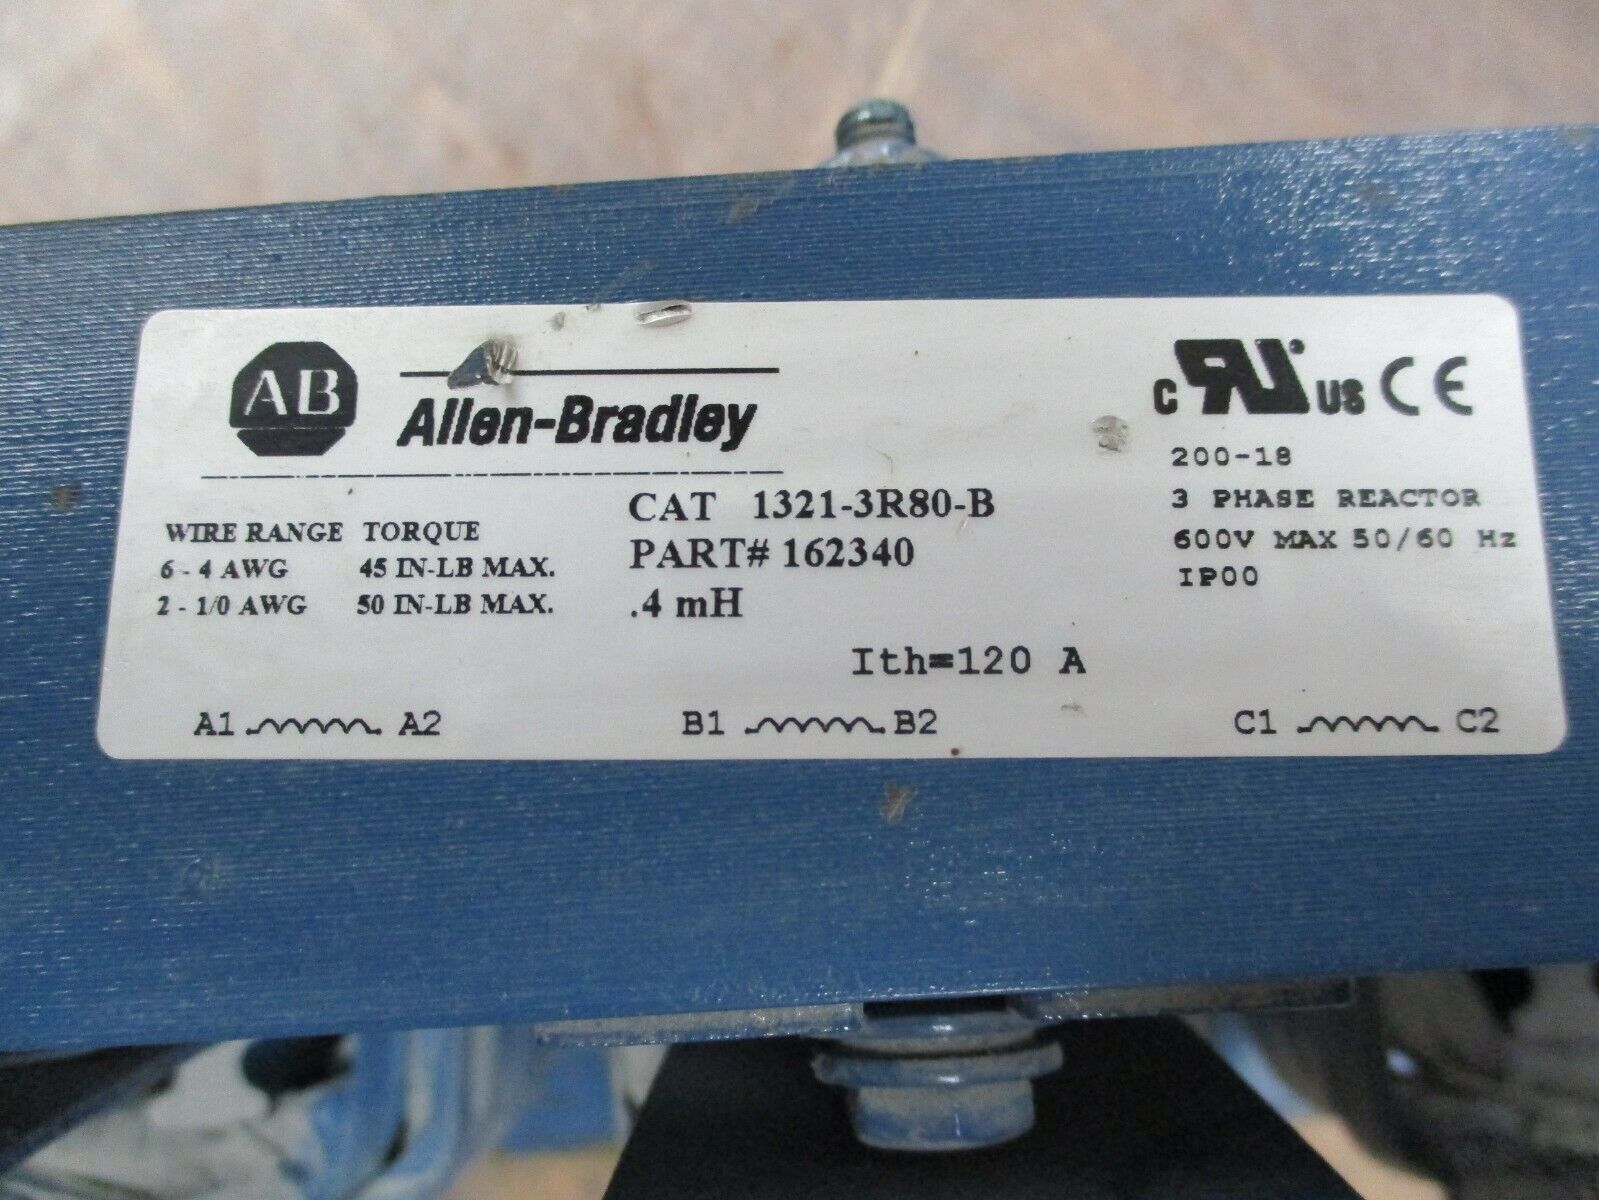 AB Allen-Bradley
c RU US CE
200-18
3 PHASE REACTOR
600V MAX 50/60 Hz
IP00
CAT 1321-3R80-B
PART# 162340
.4 mH
WIRE RANGE TORQUE
6 - 4 AWG 45 IN-LB MAX.
2 - 1/0 AWG 50 IN-LB MAX.
Ith=120 A
A1 A2 B1 B2 C1 C2